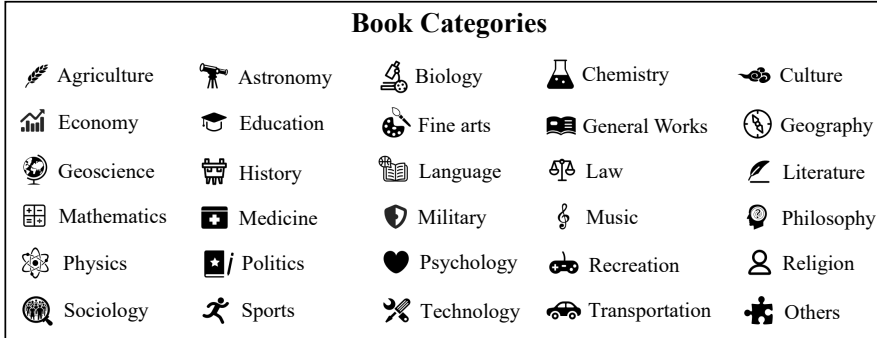 Book Categories
Agriculture Astronomy Biology Chemistry Culture
Economy Education Fine arts General Works Geography
Geoscience History Language Law Literature
Mathematics Medicine Military Music Philosophy
Physics Politics Psychology Recreation Religion
Sociology Sports Technology Transportation Others